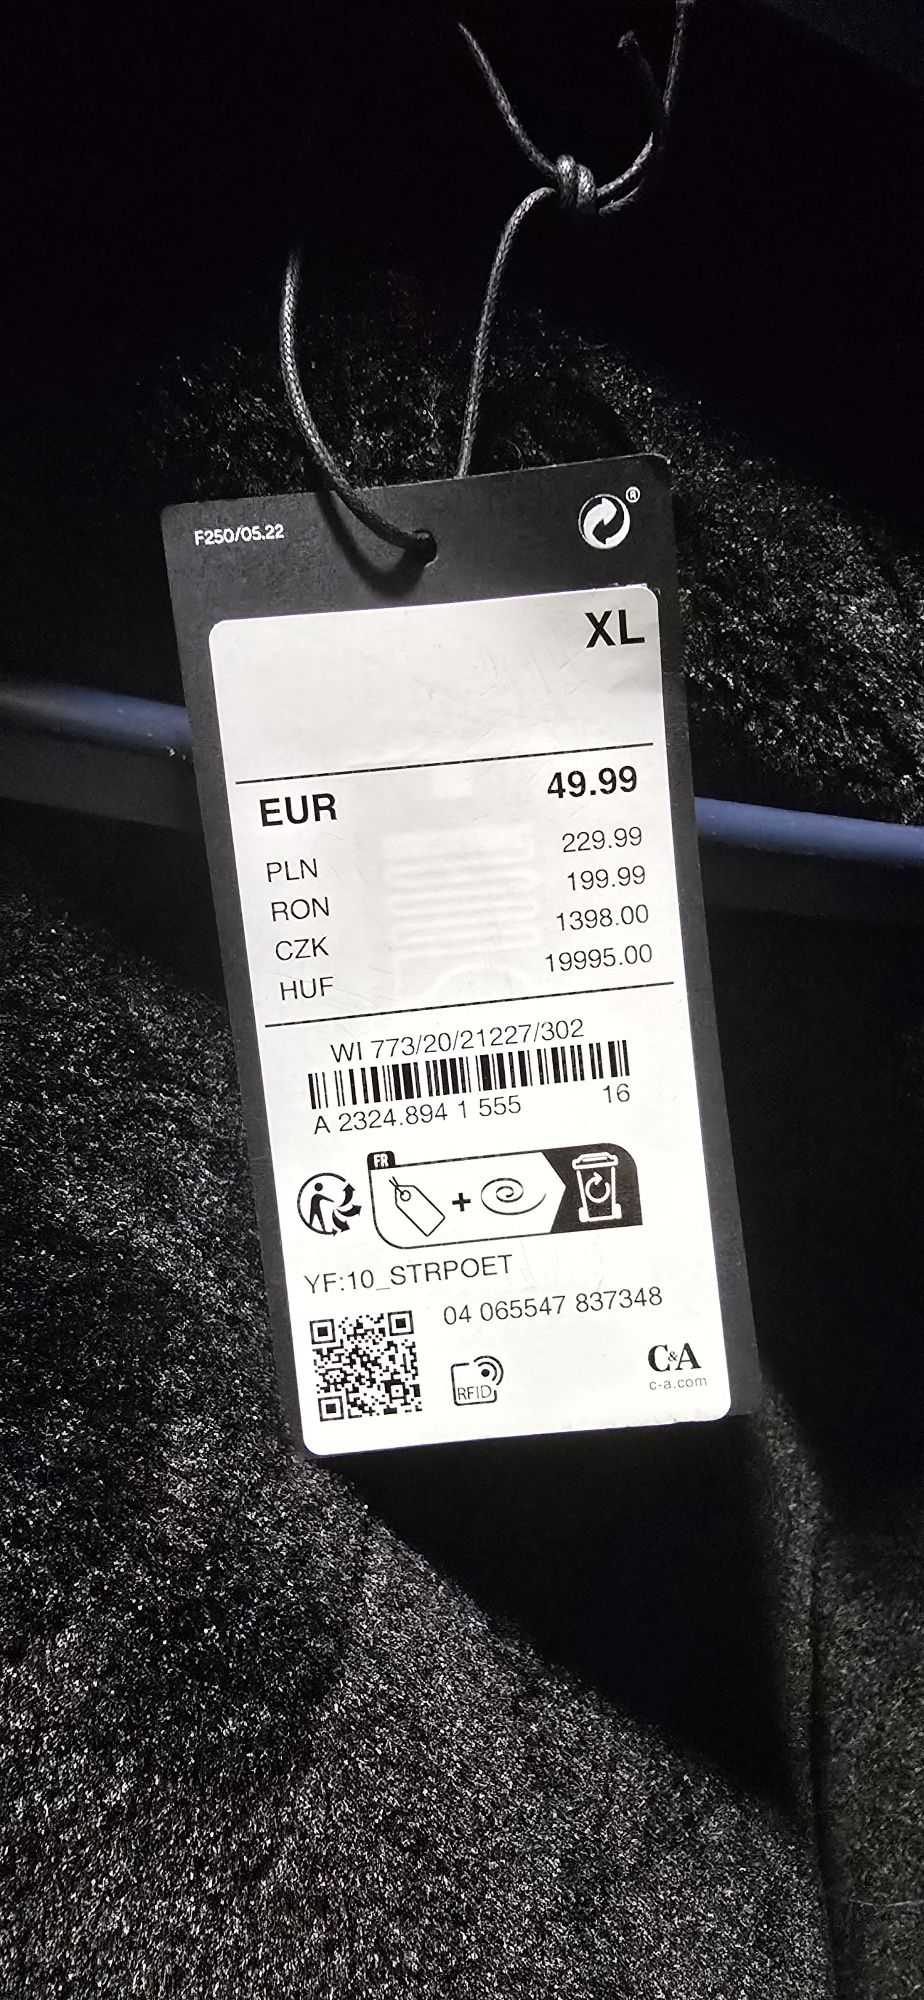 F250/05.22
®
XL
EUR 49.99
PLN 229.99
RON 199.99
CZK 1398.00
HUF 19995.00
WI 773/20/21227/302
A 2324.894 1 555 16
FR
+
YF:10_STRPOET
04 065547 837348
RFID
C&A
c-a.com